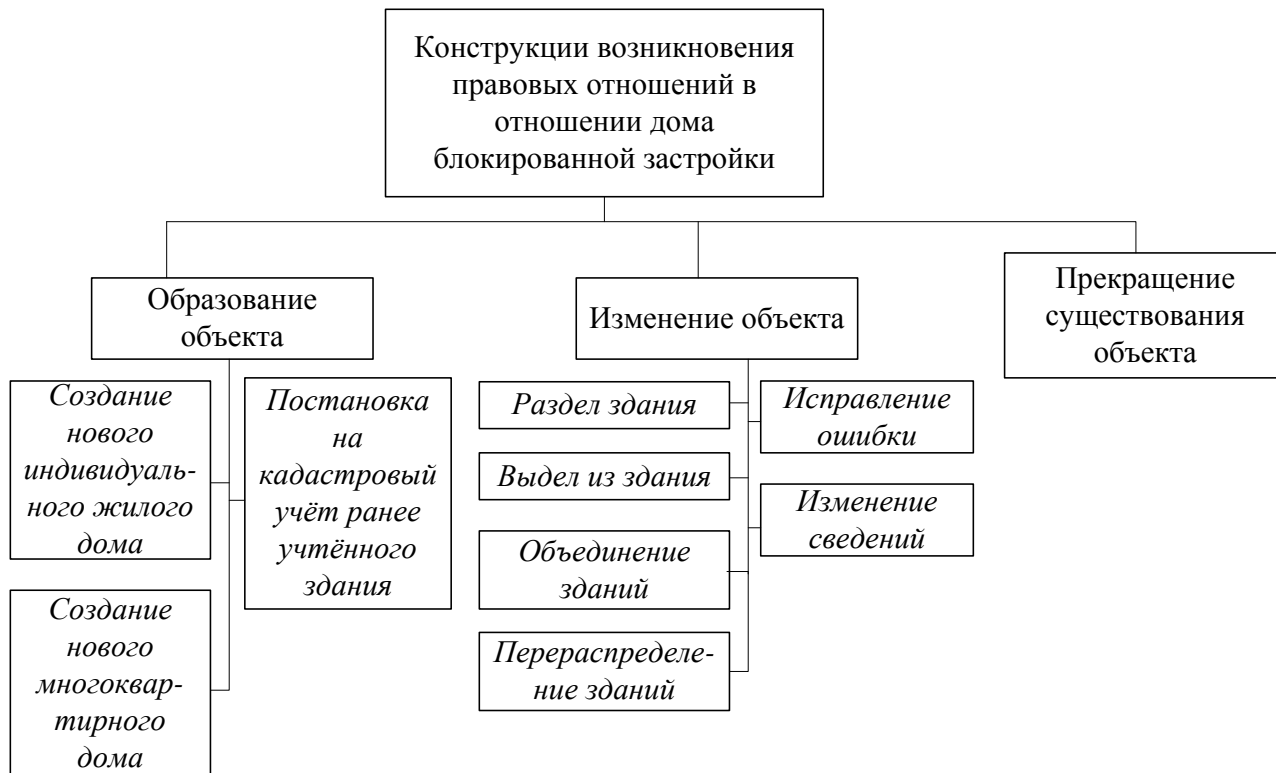 Конструкции возникновения
правовых отношений в
отношении дома
блокированной застройки
Образование
объекта
Создание
нового
индивидуаль-
ного жилого
дома
Создание
нового
многоквар-
тирного
дома
Постановка
на
кадастровый
учёт ранее
учтённого
здания
Изменение объекта
Раздел здания
Выдел из здания
Объединение
зданий
Перераспределе-
ение зданий
Исправление
ошибки
Изменение
сведений
Прекращение
существования
объекта